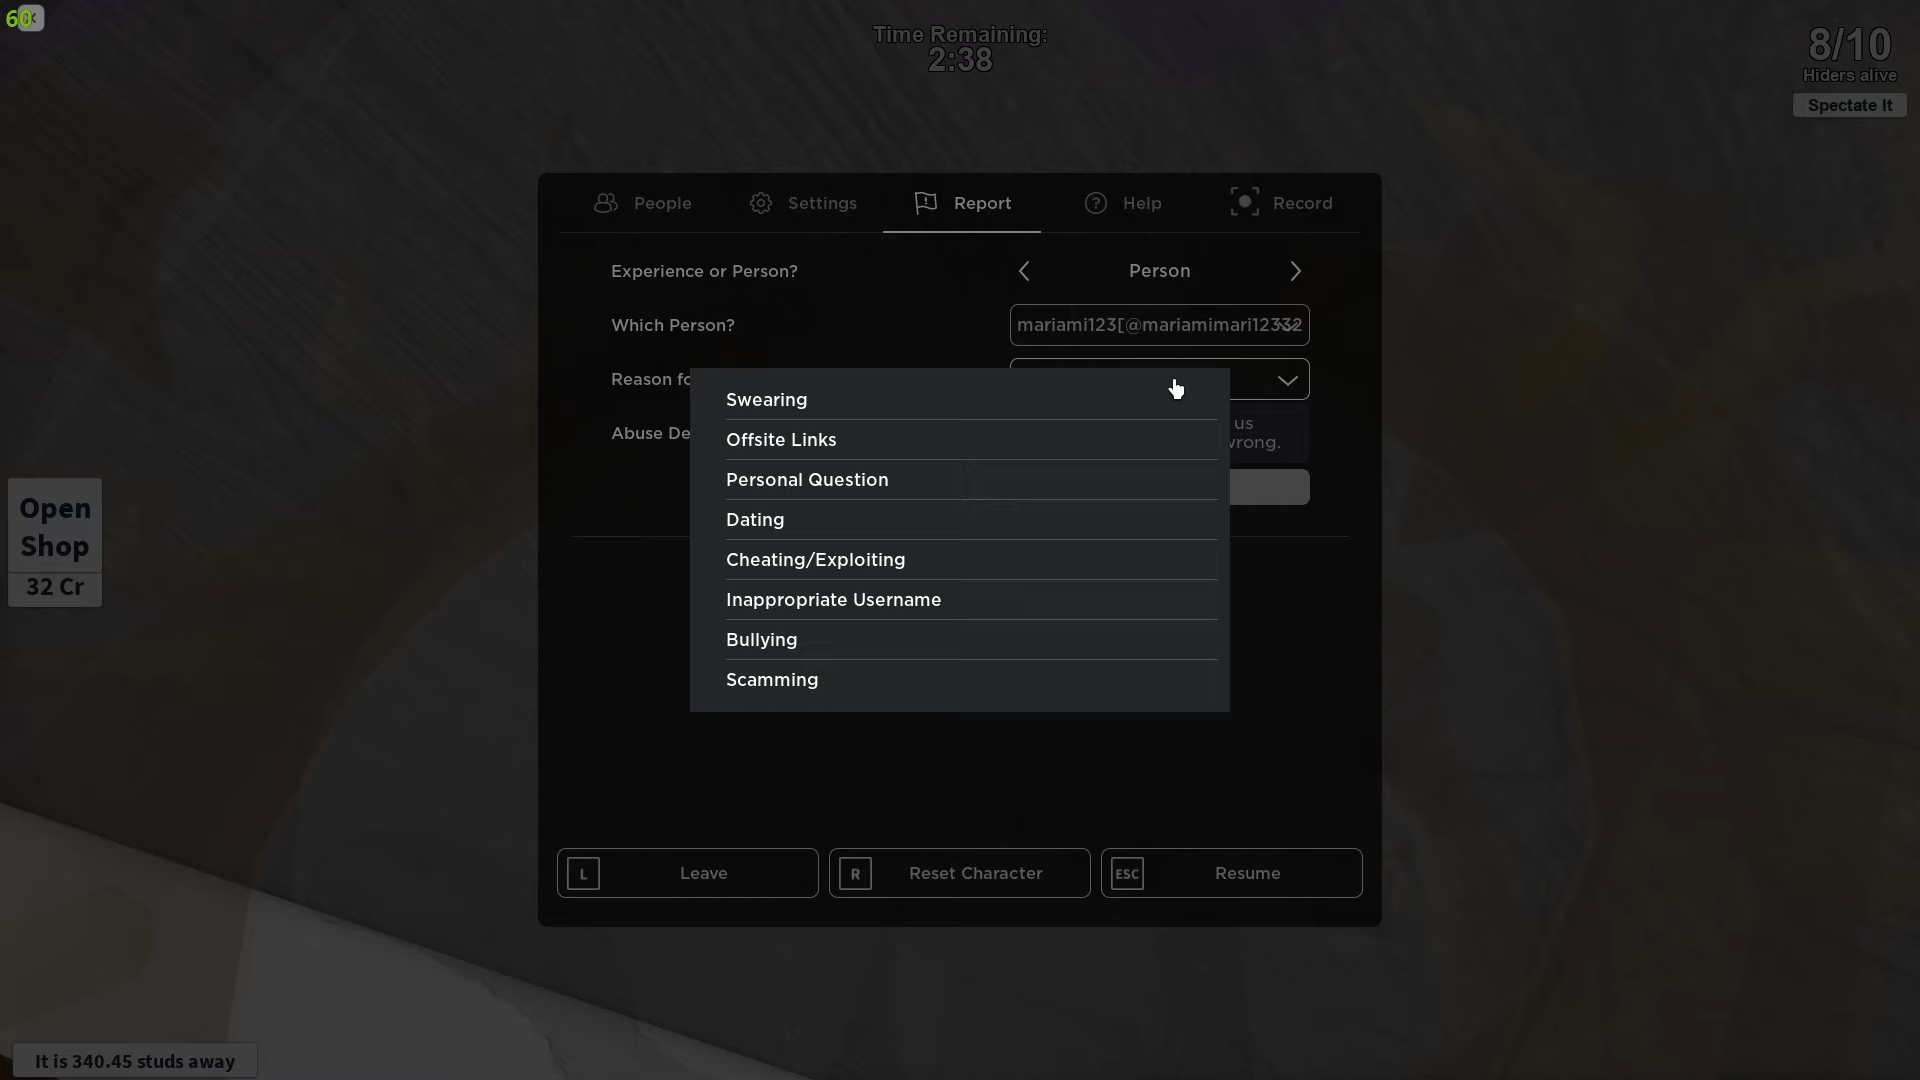 60
Time Remaining:
2:38
8/10
Hiders alive
Spectate It
People
Settings
Report
Help
Record
Experience or Person?
Person
Which Person?
mariami123[@mariamimari12332
Reason fo
Abuse De
us
wrong.
Swearing
Offsite Links
Personal Question
Dating
Cheating/Exploiting
Inappropriate Username
Bullying
Scamming
Open
Shop
32 Cr
L
Leave
R
Reset Character
ESC
Resume
It is 340.45 studs away